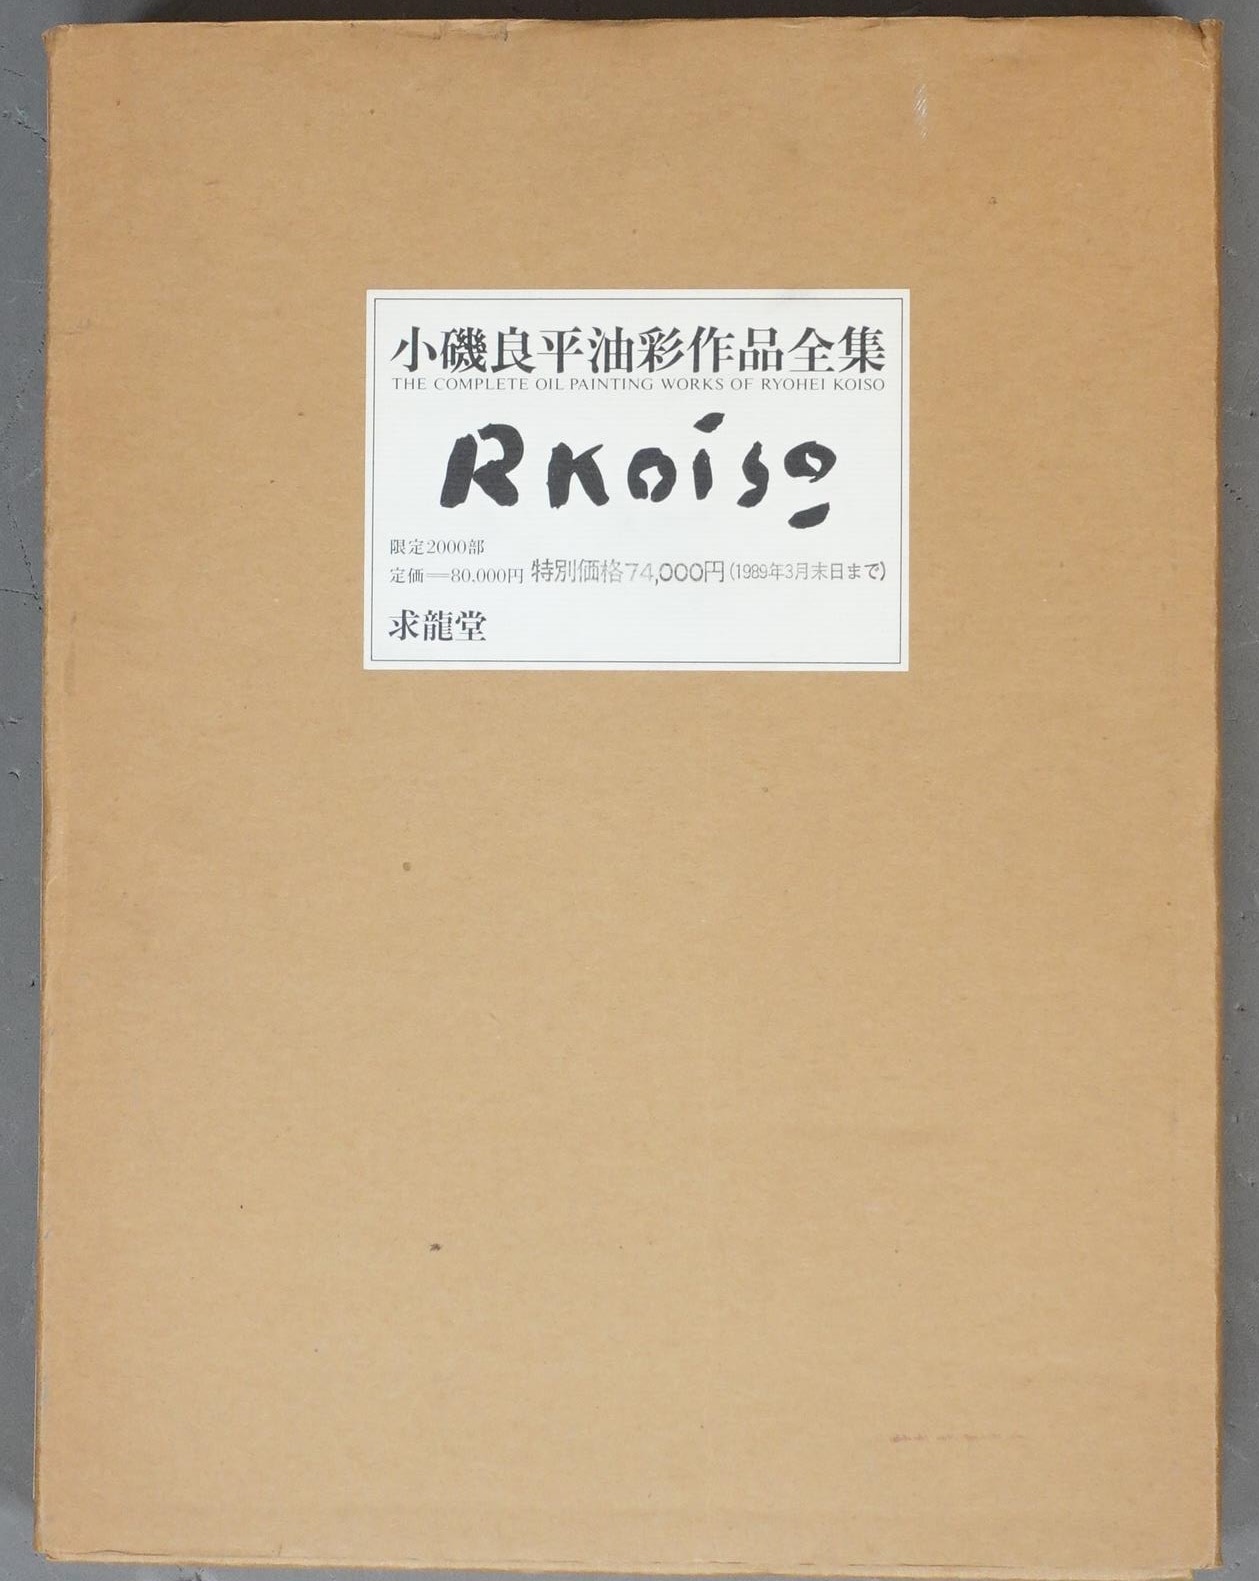 小磯良平油彩作品全集
THE COMPLETE OIL PAINTING WORKS OF RYOHEI KOISO
RKoiso
限定2000部
定価＝80.000円 特別価格74,000円(1989年3月末日まで)
求龍堂